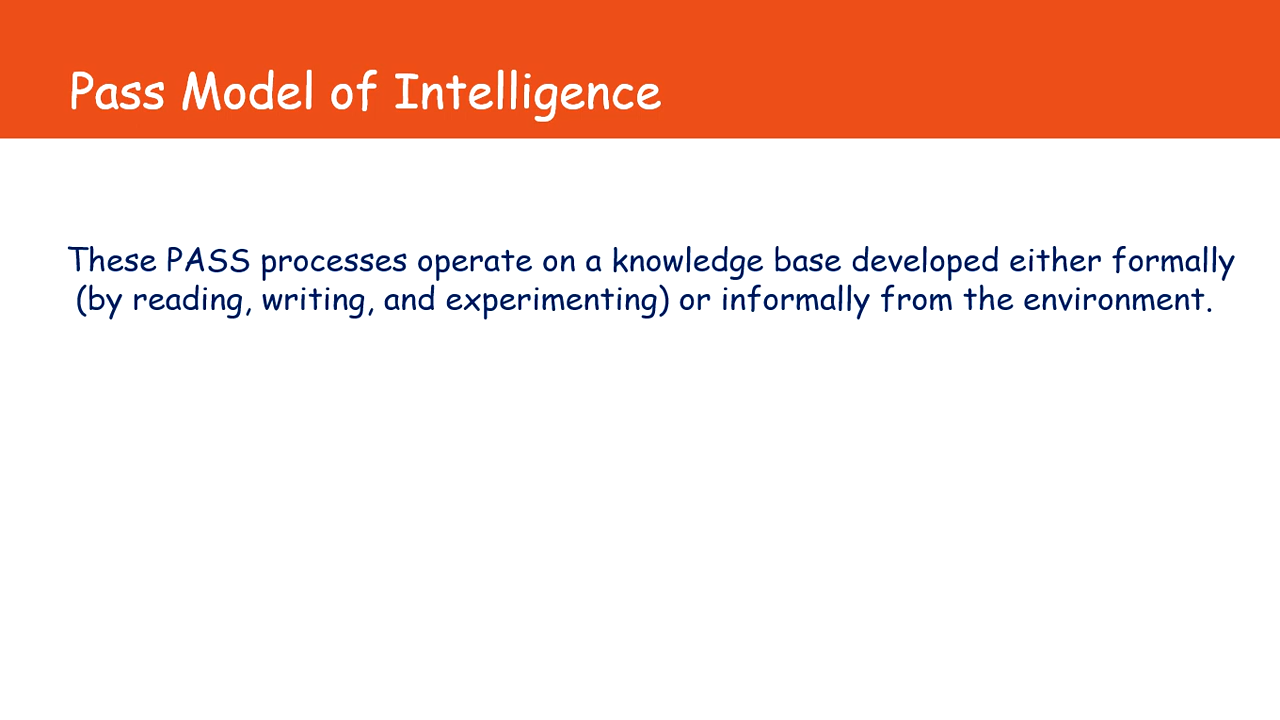 Pass Model of Intelligence
These PASS processes operate on a knowledge base developed either formally
(by reading, writing, and experimenting) or informally from the environment.